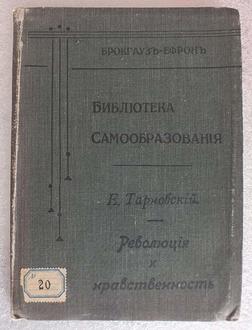 БРОКГАУЗЪ-ЕФРОНЪ
БИБЛІОТЕКА
САМООБРАЗОВАНІЯ
Е. Тарновскій.
Революція и
нравственность
20